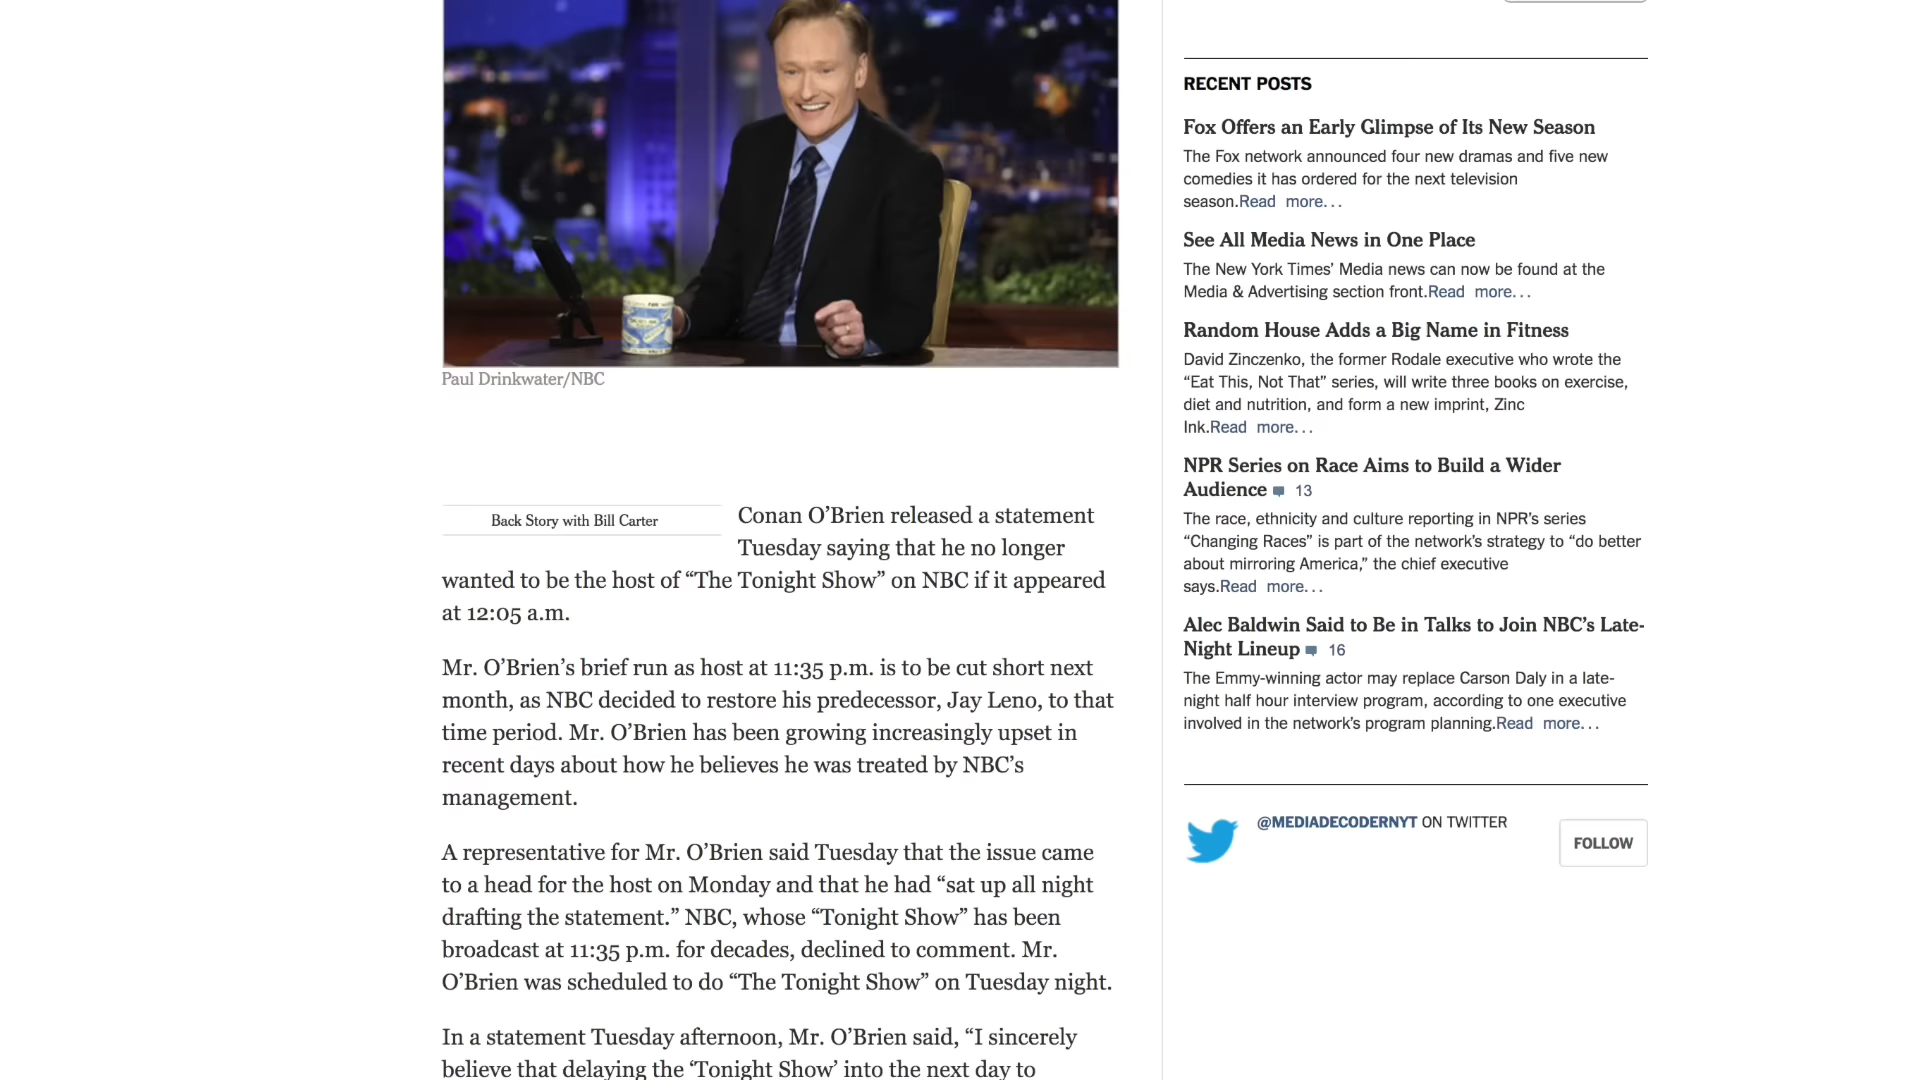 Paul Drinkwater/NBC
Back Story with Bill Carter
Conan O’Brien released a statement
Tuesday saying that he no longer
wanted to be the host of “The Tonight Show” on NBC if it appeared
at 12:05 a.m.
Mr. O’Brien’s brief run as host at 11:35 p.m. is to be cut short next
month, as NBC decided to restore his predecessor, Jay Leno, to that
time period. Mr. O’Brien has been growing increasingly upset in
recent days about how he believes he was treated by NBC’s
management.
A representative for Mr. O’Brien said Tuesday that the issue came
to a head for the host on Monday and that he had “sat up all night
drafting the statement.” NBC, whose “Tonight Show” has been
broadcast at 11:35 p.m. for decades, declined to comment. Mr.
O’Brien was scheduled to do “The Tonight Show” on Tuesday night.
In a statement Tuesday afternoon, Mr. O’Brien said, “I sincerely
believe that delaying the ‘Tonight Show’ into the next day to
RECENT POSTS
Fox Offers an Early Glimpse of Its New Season
The Fox network announced four new dramas and five new
comedies it has ordered for the next television
season.Read more...
See All Media News in One Place
The New York Times’ Media news can now be found at the
Media & Advertising section front.Read more...
Random House Adds a Big Name in Fitness
David Zinczenko, the former Rodale executive who wrote the
“Eat This, Not That” series, will write three books on exercise,
diet and nutrition, and form a new imprint, Zinc
Ink.Read more...
NPR Series on Race Aims to Build a Wider
Audience 13
The race, ethnicity and culture reporting in NPR’s series
“Changing Races” is part of the network’s strategy to “do better
about mirroring America,” the chief executive
says.Read more...
Alec Baldwin Said to Be in Talks to Join NBC’s Late-
Night Lineup 16
The Emmy-winning actor may replace Carson Daly in a late-
night half hour interview program, according to one executive
involved in the network’s program planning.Read more...
@MEDIADECODERNYT ON TWITTER
FOLLOW